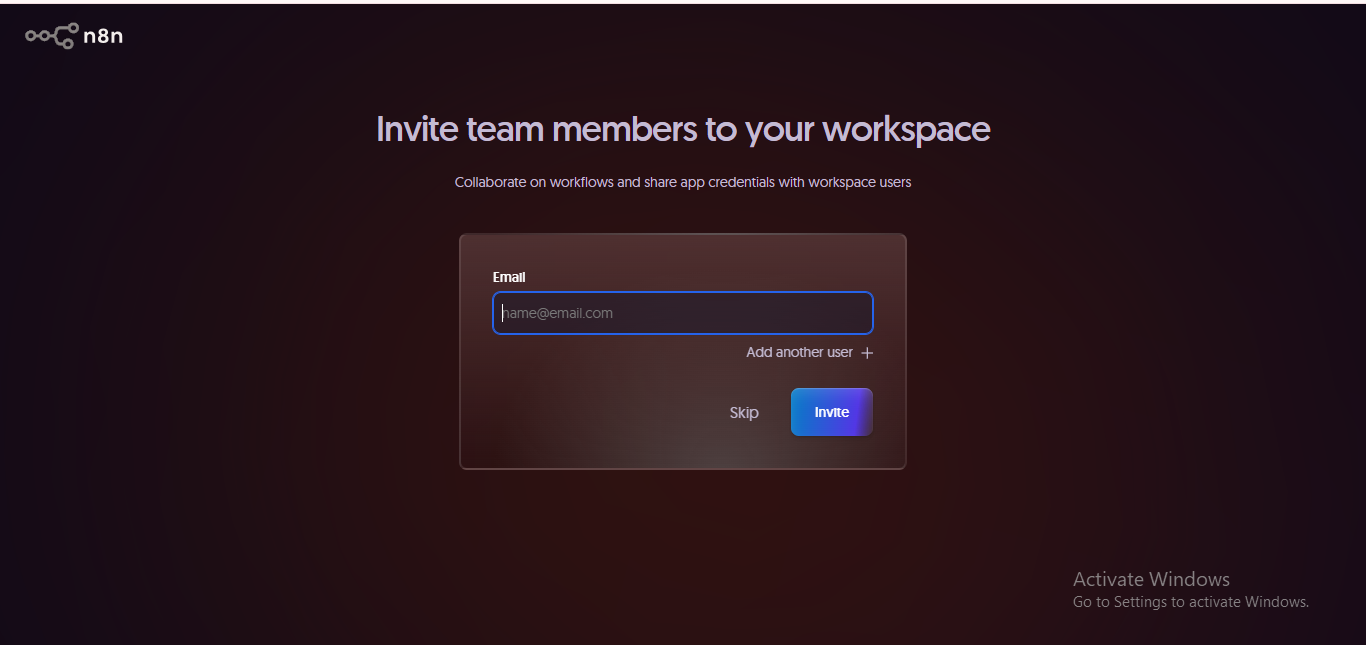 n8n
Invite team members to your workspace
Collaborate on workflows and share app credentials with workspace users
Email
name@email.com
Add another user +
Skip
Invite
Activate Windows
Go to Settings to activate Windows.